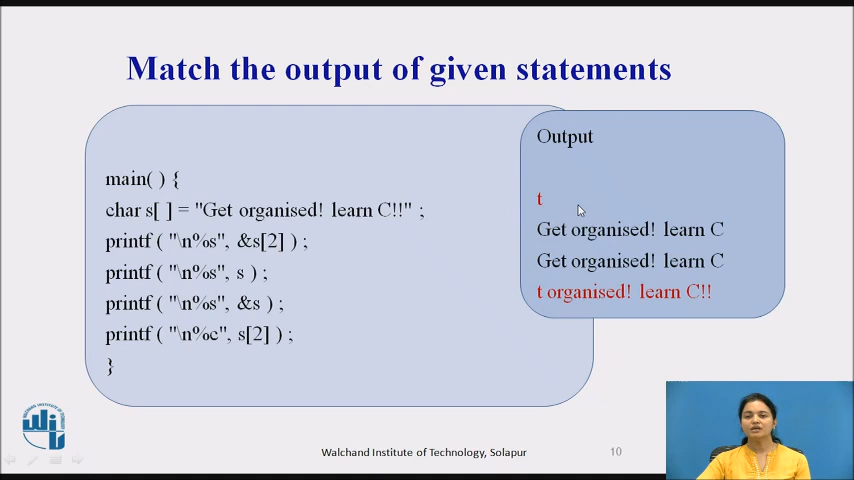 Match the output of given statements
main( ) {
char s[ ] = "Get organised! learn C!!" ;
printf ( "\n%s", &s[2] ) ;
printf ( "\n%s", s ) ;
printf ( "\n%s", &s ) ;
printf ( "\n%c", s[2] ) ;
}
Output
t
Get organised! learn C
Get organised! learn C
t organised! learn C!!
Walchand Institute of Technology, Solapur
10